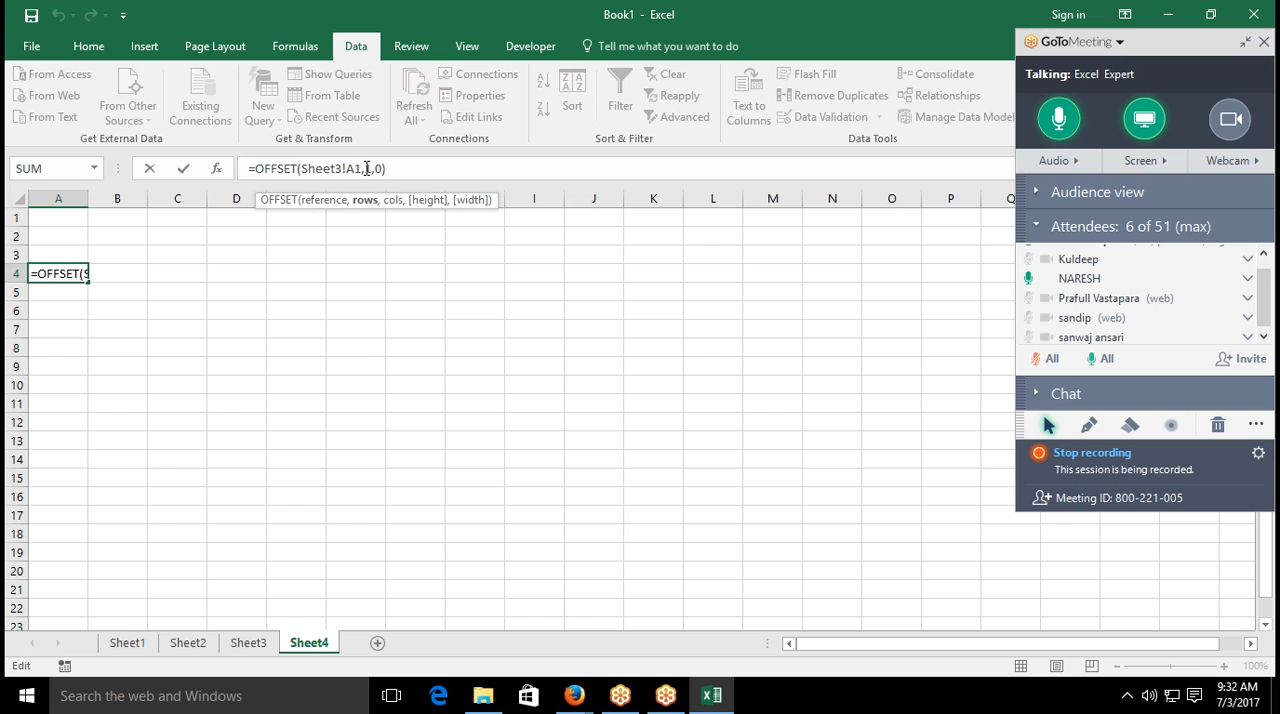 Book1 - Excel
Sign in
File Home Insert Page Layout Formulas Data Review View Developer Tell me what you want to do
From Access
From Web
From Text
From Other Sources
Existing Connections
Get External Data
New Query
Show Queries
From Table
Recent Sources
Get & Transform
Refresh All
Connections
Properties
Edit Links
Connections
Sort
Filter
Clear
Reapply
Advanced
Sort & Filter
Text to Columns
Flash Fill
Remove Duplicates
Data Validation
Consolidate
Relationships
Manage Data Model
Data Tools
SUM
fx
=OFFSET(Sheet3!A1,1,0)
OFFSET(reference, rows, cols, [height], [width])
A B C D I J K L M N O P Q
1
2
3
4 =OFFSET(S
5
6
7
8
9
10
11
12
13
14
15
16
17
18
19
20
21
22
23
Sheet1 Sheet2 Sheet3 Sheet4
Edit
100%
GoToMeeting
Talking: Excel Expert
Audio Screen Webcam
Audience view
Attendees: 6 of 51 (max)
Kuldeep
NARESH
Prafull Vastapara (web)
sandip (web)
sanwaj ansari
All All Invite
Chat
Stop recording
This session is being recorded.
Meeting ID: 800-221-005
Search the web and Windows
9:32 AM
7/3/2017